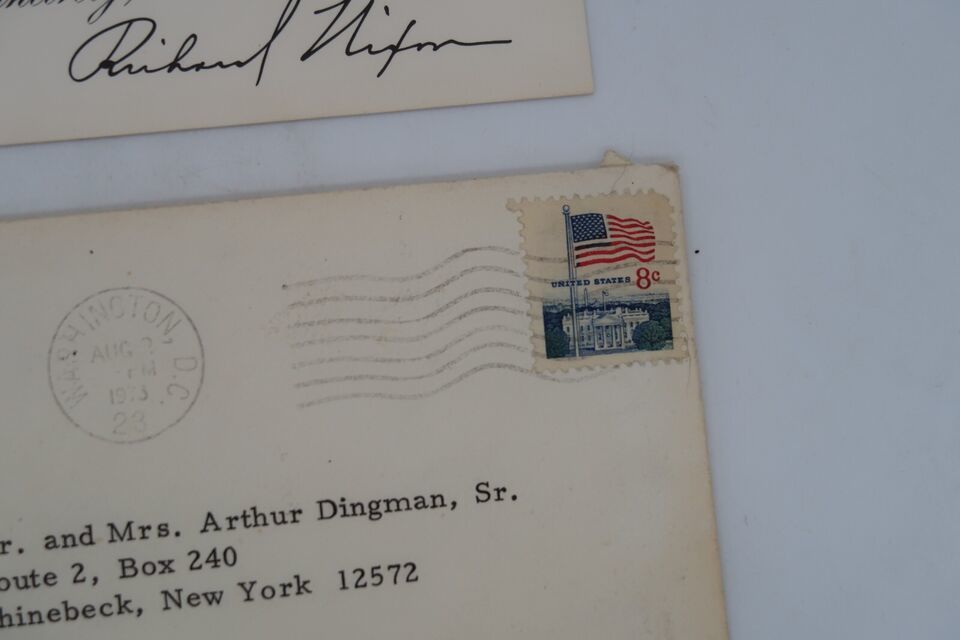 Richard Nixon
UNITED STATES 8c
WASHINGTON, D.C.
AUG
PM
1973
23
r. and Mrs. Arthur Dingman, Sr.
oute 2, Box 240
hinebeck, New York 12572